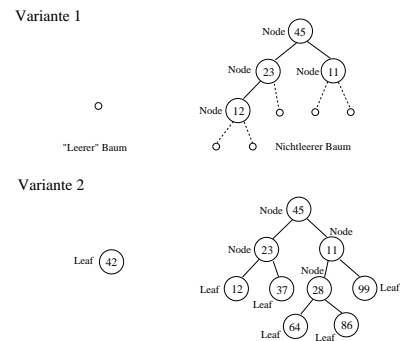 Variante 1
Node 45
Node 23 Node 11
Node 12
"Leerer" Baum Nichtleerer Baum
Variante 2
Node 45
Node
Leaf 42 Node 23 11
Node
Leaf 12 37 28 99 Leaf
Leaf
64 86
Leaf Leaf